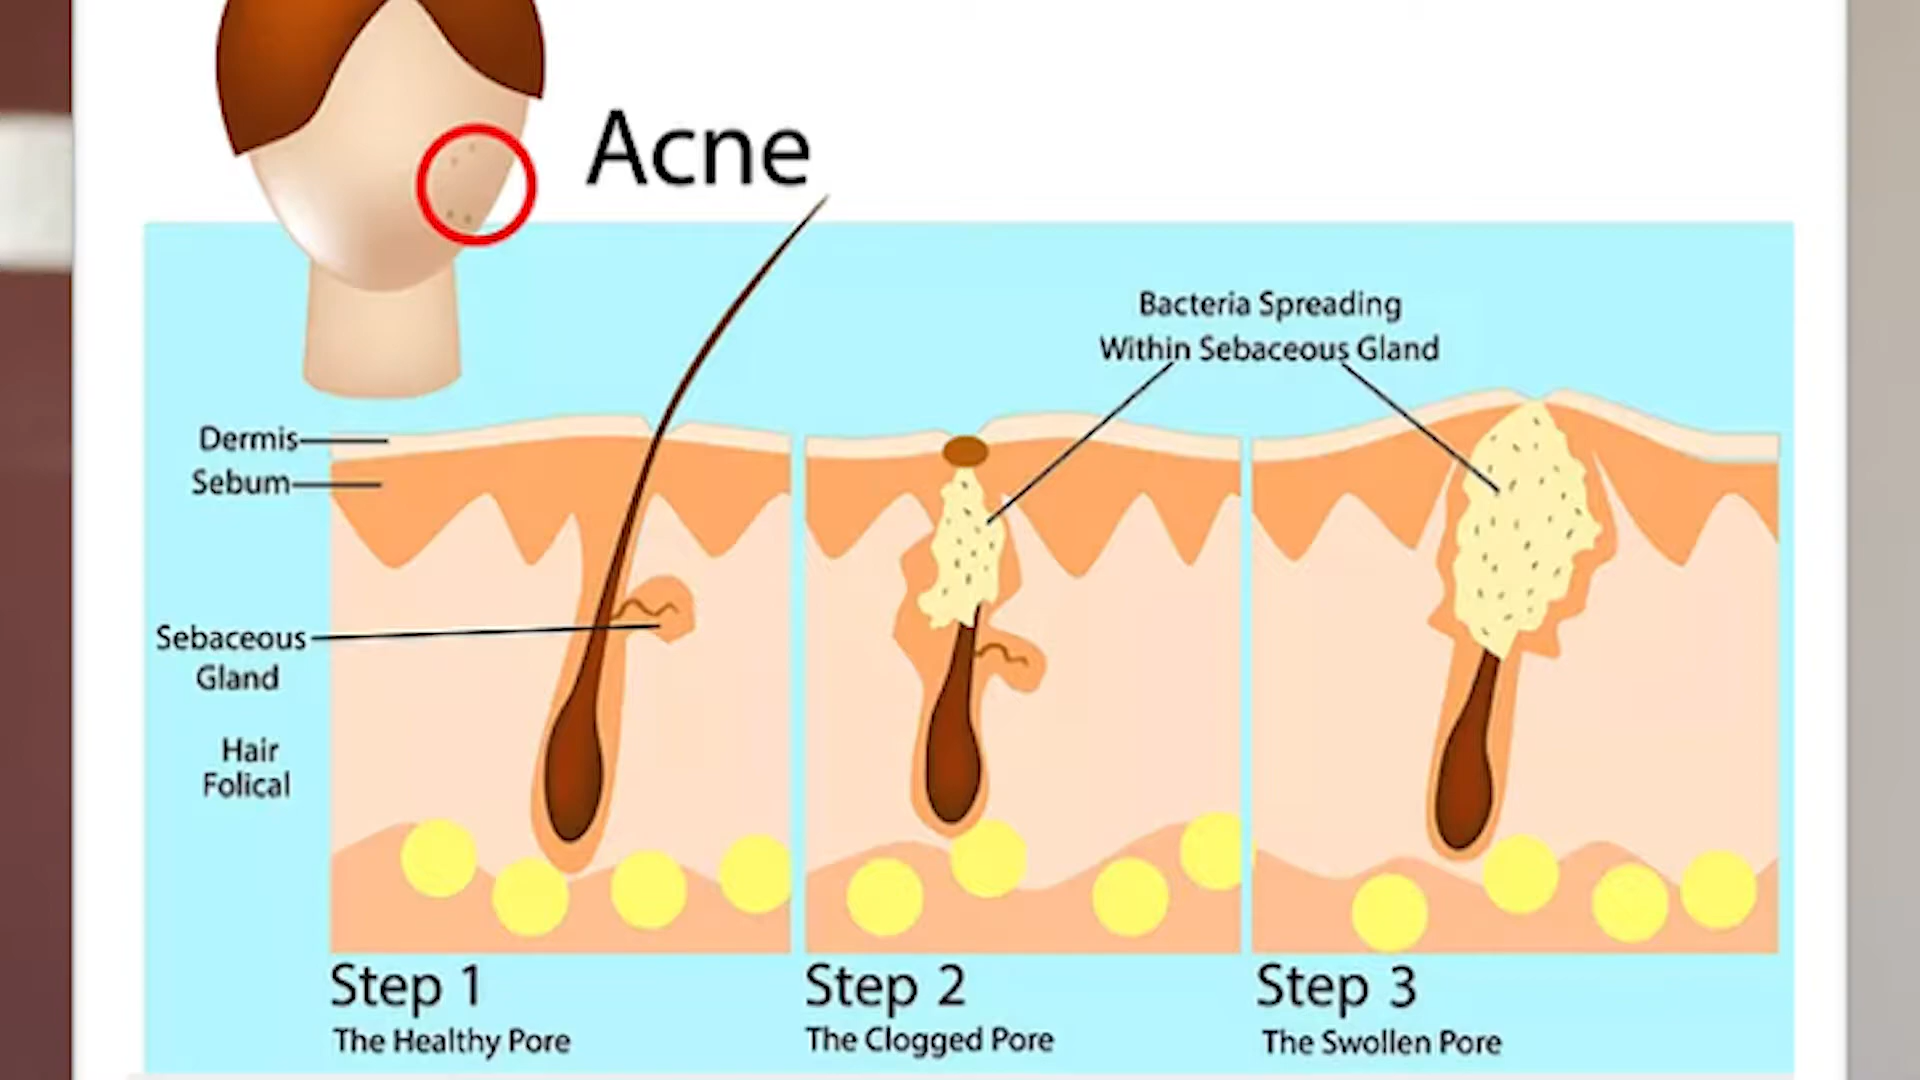 Acne
Bacteria Spreading
Within Sebaceous Gland
Dermis
Sebum
Sebaceous
Gland
Hair
Folical
Step 1
The Healthy Pore
Step 2
The Clogged Pore
Step 3
The Swollen Pore